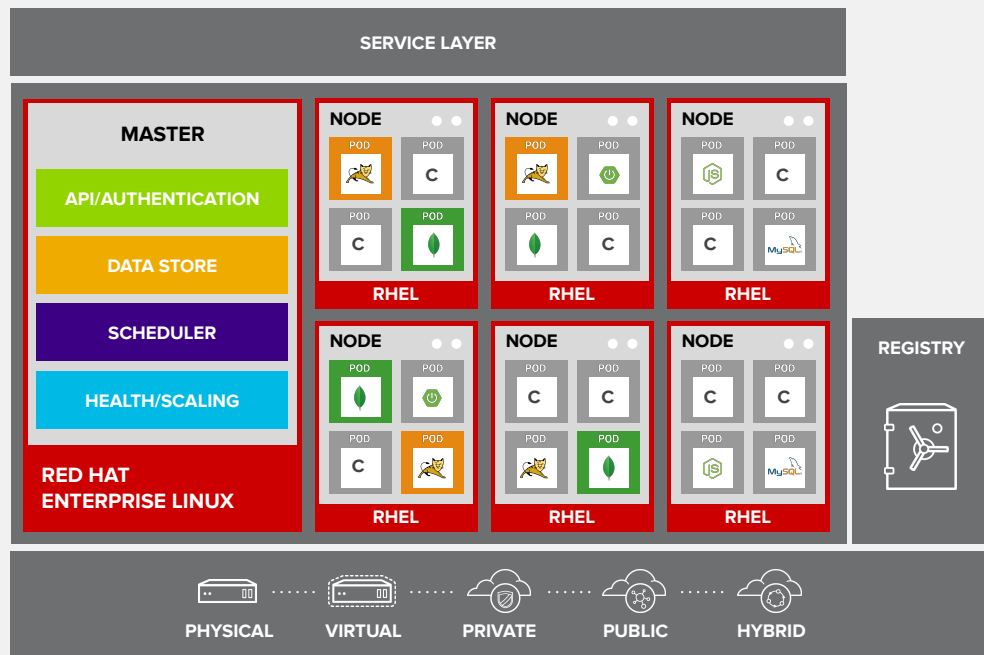 SERVICE LAYER
MASTER
API/AUTHENTICATION
DATA STORE
SCHEDULER
HEALTH/SCALING
RED HAT
ENTERPRISE LINUX
NODE
POD POD
C
POD POD
C
RHEL
NODE
POD POD
POD POD
C
RHEL
NODE
POD POD
JS C
POD POD
C MySQL
RHEL
NODE
POD POD
POD POD
C
RHEL
NODE
POD POD
C C
POD POD
RHEL
NODE
POD POD
C C
POD POD
JS MySQL
RHEL
REGISTRY
PHYSICAL VIRTUAL PRIVATE PUBLIC HYBRID